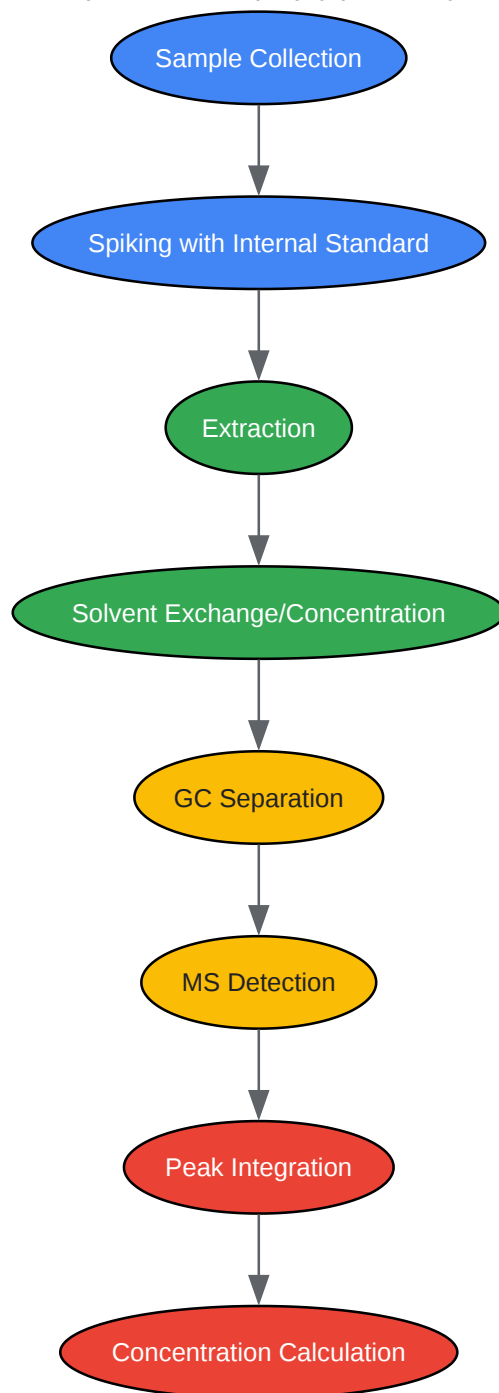 Sample Collection
Spiking with Internal Standard
Extraction
Solvent Exchange/Concentration
GC Separation
MS Detection
Peak Integration
Concentration Calculation